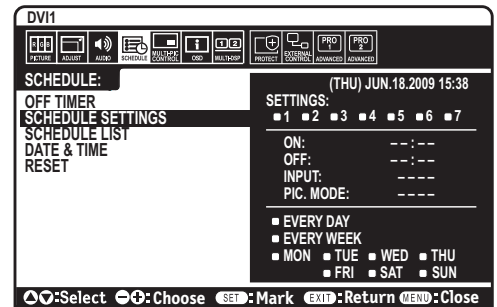 DVI1
RGB
PICTURE ADJUST AUDIO SCHEDULE MULTI-PIC CONTROL OSD MULTI-DSP PROTECT EXTERNAL CONTROL PRO 1 ADVANCED PRO 2 ADVANCED
SCHEDULE:
OFF TIMER
SCHEDULE SETTINGS
SCHEDULE LIST
DATE & TIME
RESET
(THU) JUN.18.2009 15:38
SETTINGS:
1 2 3 4 5 6 7
ON: --:--
OFF: --:--
INPUT: ----
PIC. MODE: ----
EVERY DAY
EVERY WEEK
MON TUE WED THU
FRI SAT SUN
:Select :Choose SET:Mark EXIT:Return MENU:Close